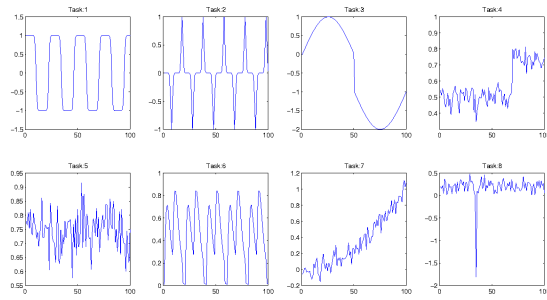 Task:1 Task:2 Task:3 Task:4
1.5 1 1 1
1 0.5 0.9
0.5 0.5 0 0.8
0 0 -0.5 0.7
-0.5 -1 0.6
-1 -0.5 -1.5 0.5
-1.5 -1 -2 0.4
0 50 100 0 50 100 0 50 100 0 50 100
Task:5 Task:6 Task:7 Task:8
0.95 1 1.2 0.5
0.9 1
0.85 0.8 0.8 0
0.8 0.6 0.6 -0.5
0.75 0.4
0.7 0.4 0.2 -1
0.65 0.2 0 -1.5
0.6 -0.2
0.55 0 -0.4 -2
0 50 100 0 50 100 0 50 100 0 50 100